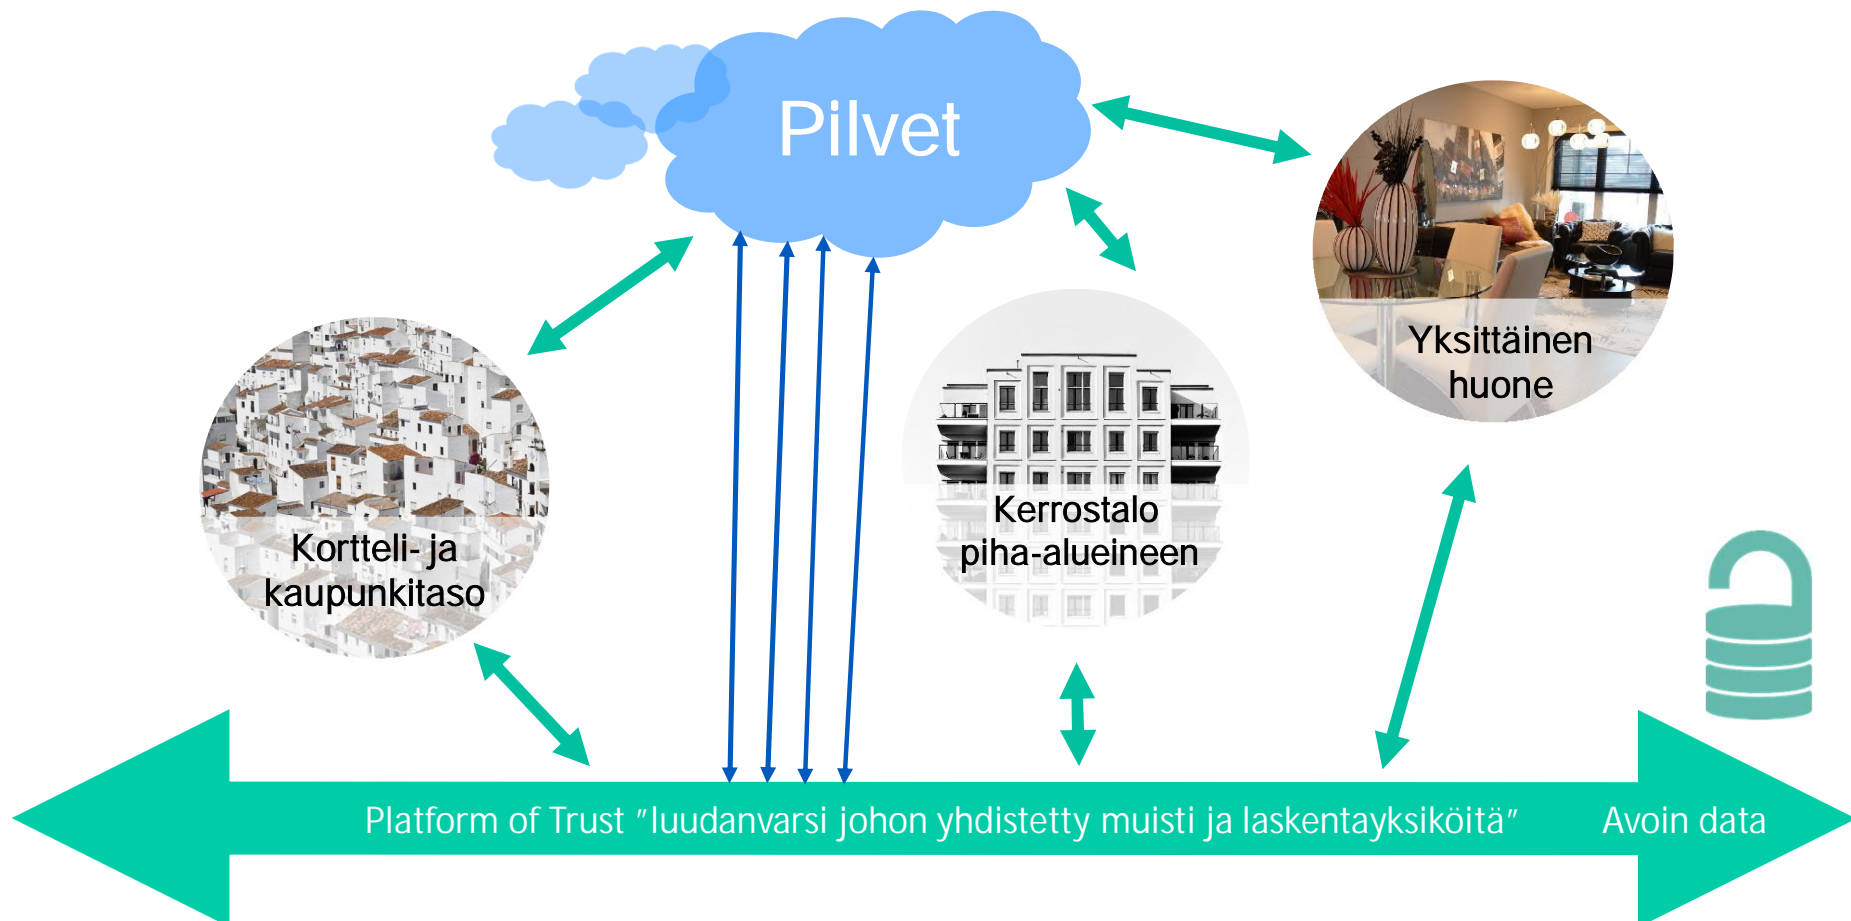 Pilvet
Yksittäinen
huone
Kerrostalo
piha-alueineen
Kortteli- ja
kaupunkitaso
Platform of Trust ”luudanvarsi johon yhdistetty muisti ja laskentayksiköitä”
Avoin data